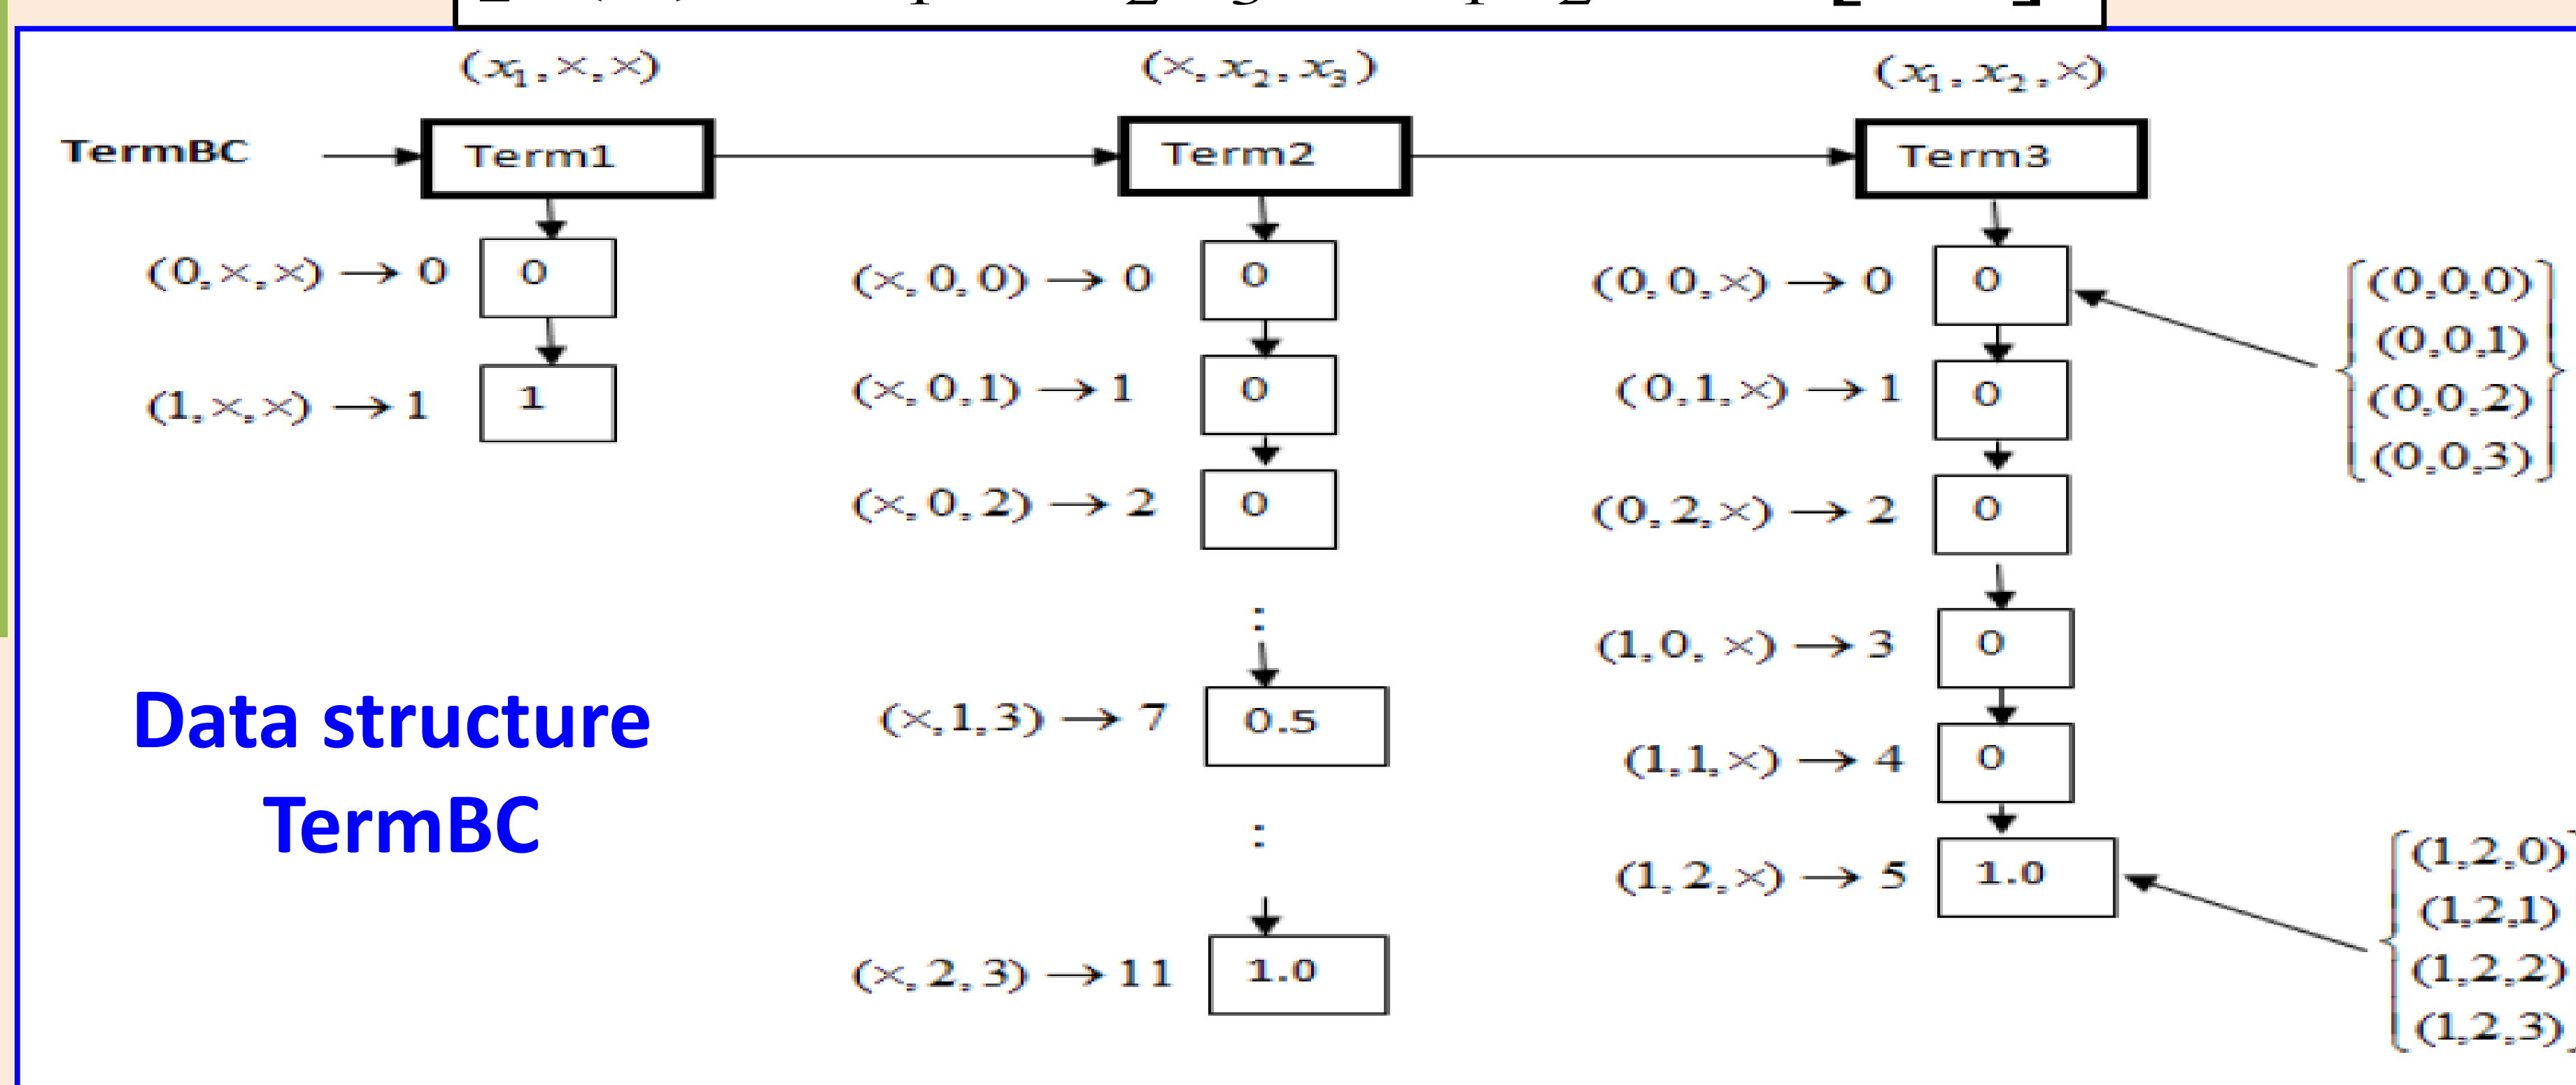 (x₁,×,×)
(×,x₂,x₃)
(x₁,x₂,×)
TermBC
Term1
Term2
Term3
(0,×,×) → 0
0
(×,0,0) → 0
0
(0,0,×) → 0
0
(0,0,0)
(0,0,1)
(0,0,2)
(0,0,3)
(×,0,1) → 1
0
(0,1,×) → 1
0
(1,×,×) → 1
1
(×,0,2) → 2
0
(0,2,×) → 2
0
(1,0, ×) → 3
0
(×,1,3) → 7
0.5
(1,1,×) → 4
0
Data structure
TermBC
(1,2,×) → 5
1.0
(1,2,0)
(1,2,1)
(1,2,2)
(1,2,3)
(×,2,3) → 11
1.0